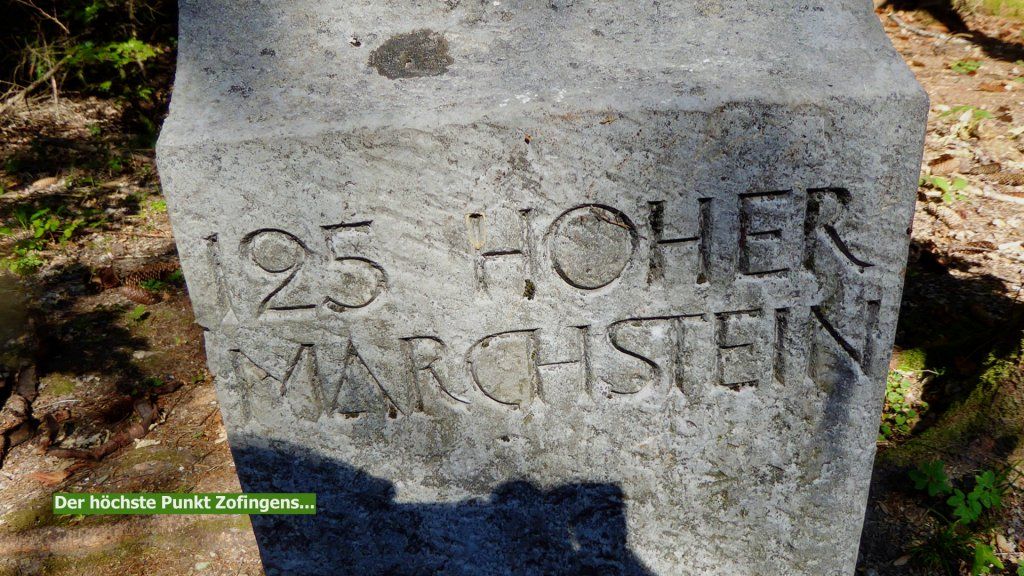 125 HOHER
MARCHSTEIN
Der höchste Punkt Zofingens...